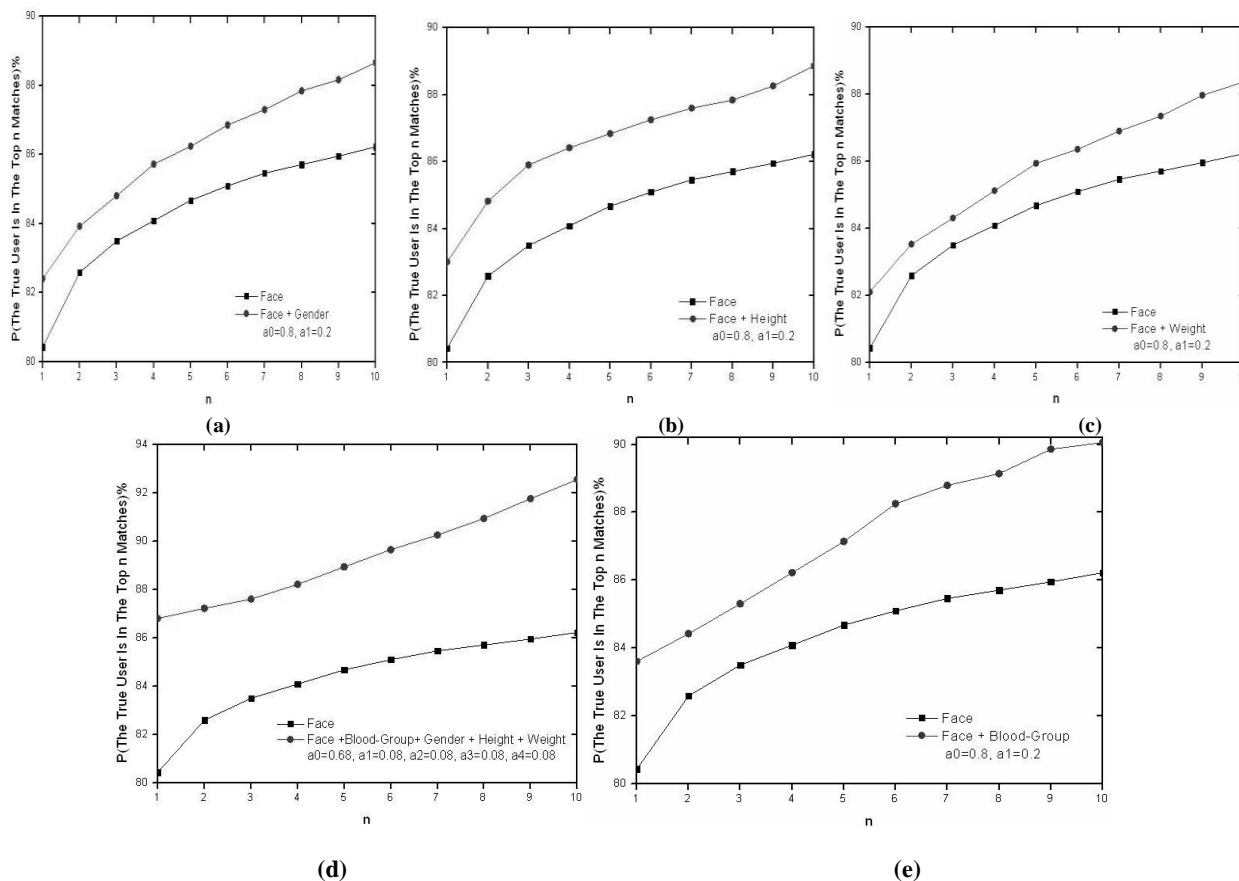 90
88
86
84
82
80
1 2 3 4 5 6 7 8 9 10
P(The True User Is In The Top n Matches)%
n
Face
Face + Gender
a0=0.8, a1=0.2
(a)
90
88
86
84
82
80
1 2 3 4 5 6 7 8 9 10
P(The True User Is In The Top n Matches)%
n
Face
Face + Height
a0=0.8, a1=0.2
(b)
90
88
86
84
82
80
1 2 3 4 5 6 7 8 9
P(The True User Is In The Top n Matches)%
n
Face
Face + Weight
a0=0.8, a1=0.2
(c)
94
92
90
88
86
84
82
80
1 2 3 4 5 6 7 8 9 10
P(The True User Is In The Top n Matches)%
n
Face
Face +Blood-Group+ Gender + Height + Weight
a0=0.68, a1=0.08, a2=0.08, a3=0.08, a4=0.08
(d)
90
88
86
84
82
80
1 2 3 4 5 6 7 8 9 10
P(The True User Is In The Top n Matches)%
n
Face
Face + Blood-Group
a0=0.8, a1=0.2
(e)